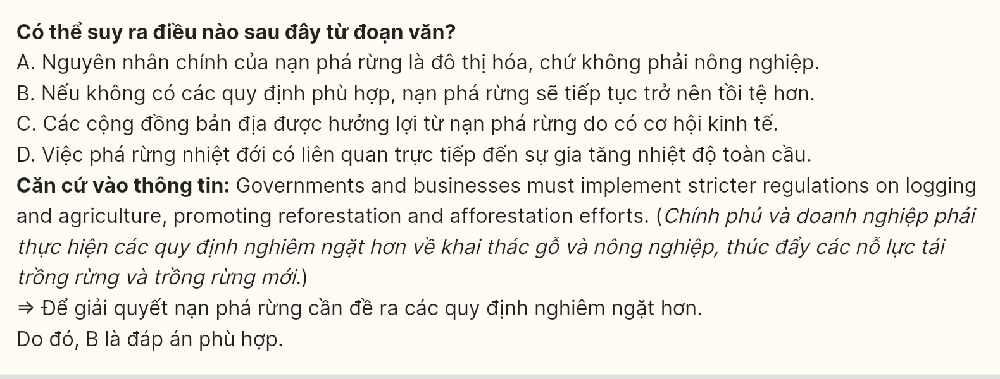 Có thể suy ra điều nào sau đây từ đoạn văn?
A. Nguyên nhân chính của nạn phá rừng là đô thị hóa, chứ không phải nông nghiệp.
B. Nếu không có các quy định phù hợp, nạn phá rừng sẽ tiếp tục trở nên tồi tệ hơn.
C. Các cộng đồng bản địa được hưởng lợi từ nạn phá rừng do có cơ hội kinh tế.
D. Việc phá rừng nhiệt đới có liên quan trực tiếp đến sự gia tăng nhiệt độ toàn cầu.
Căn cứ vào thông tin: Governments and businesses must implement stricter regulations on logging
and agriculture, promoting reforestation and afforestation efforts. (Chính phủ và doanh nghiệp phải
thực hiện các quy định nghiêm ngặt hơn về khai thác gỗ và nông nghiệp, thúc đẩy các nỗ lực tái
trồng rừng và trồng rừng mới.)
⇒ Để giải quyết nạn phá rừng cần đề ra các quy định nghiêm ngặt hơn.
Do đó, B là đáp án phù hợp.